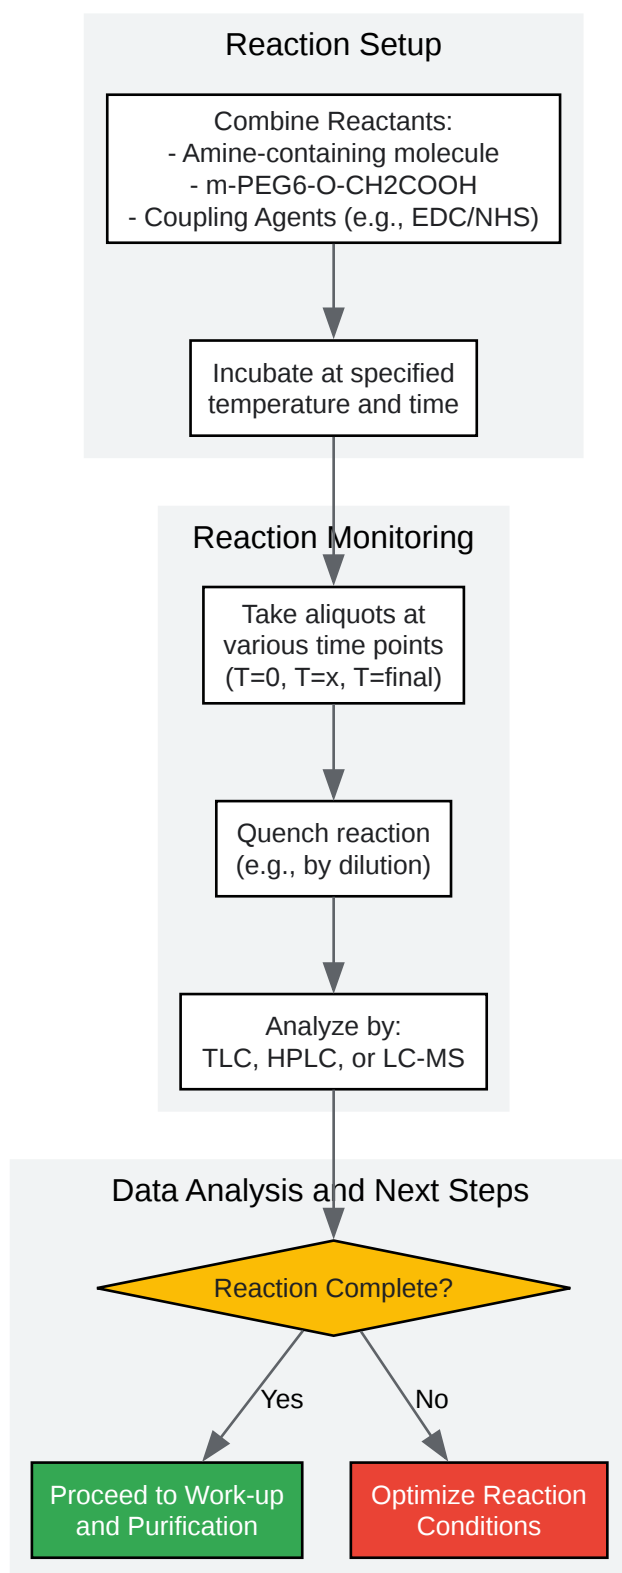 Reaction Setup
Combine Reactants:
- Amine-containing molecule
- m-PEG6-O-CH2COOH
- Coupling Agents (e.g., EDC/NHS)
Incubate at specified
temperature and time
Reaction Monitoring
Take aliquots at
various time points
(T=0, T=x, T=final)
Quench reaction
(e.g., by dilution)
Analyze by:
TLC, HPLC, or LC-MS
Data Analysis and Next Steps
Reaction Complete?
Yes
No
Proceed to Work-up
and Purification
Optimize Reaction
Conditions